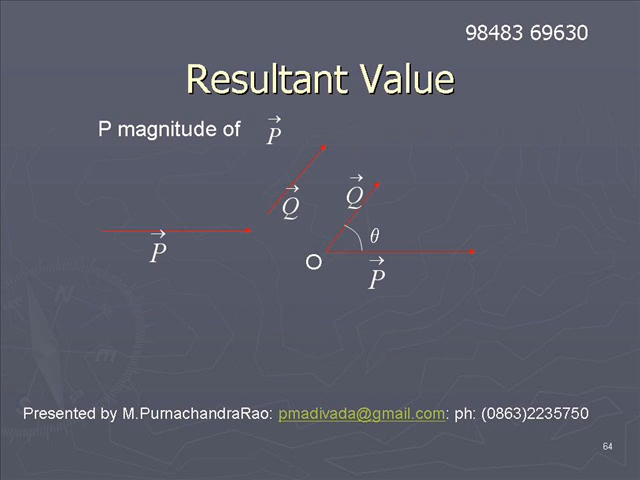 98483 69630
Resultant Value
P magnitude of P⃗
Q⃗
Q⃗
θ
P⃗
O
P⃗
Presented by M.PurnachandraRao: pmadivada@gmail.com: ph: (0863)2235750
64
N
E